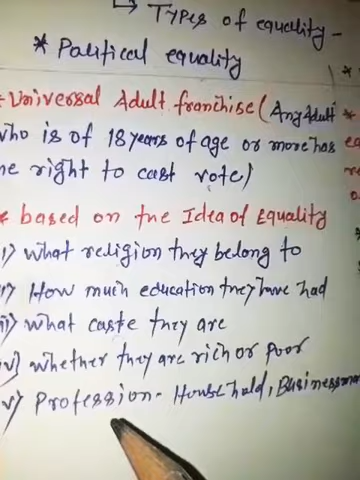 ↳ Types of equality -
* Political equality
- Universal Adult franchise (Any Adult
who is of 18 years of age or more has
he right to cast vote)
* based on the Idea of Equality
i) what religion they belong to
ii) How much education they have had
iii) what caste they are
iv) whether they are rich or poor
v) Profession - Household, Businessman